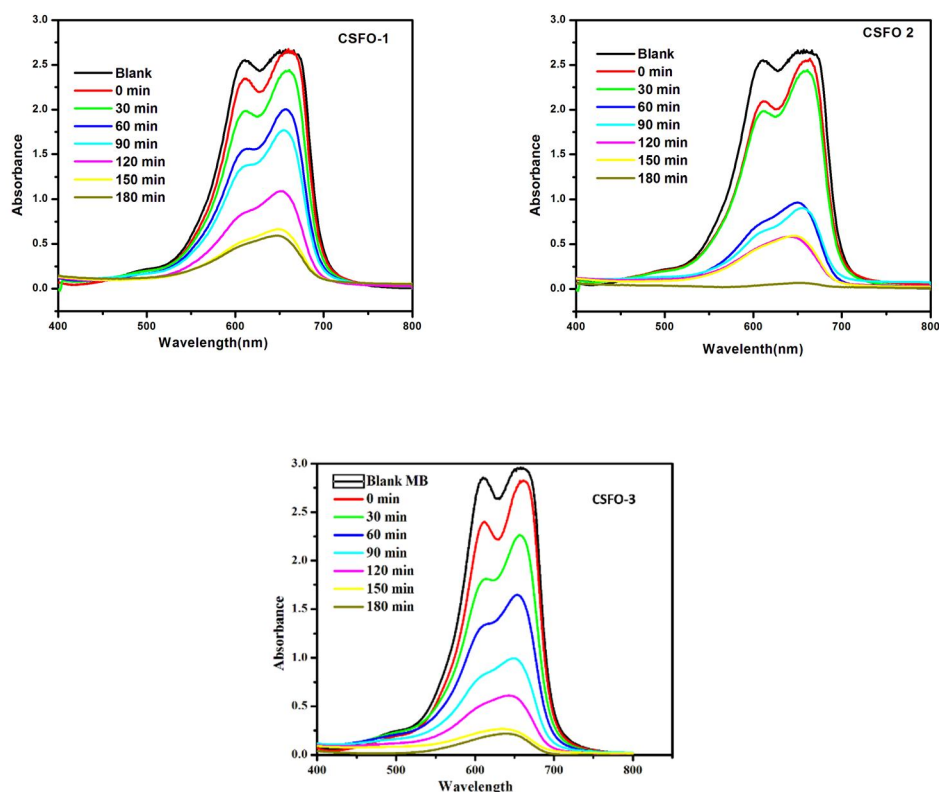 CSFO-1
Blank
0 min
30 min
60 min
90 min
120 min
150 min
180 min
3.0
2.5
2.0
1.5
1.0
0.5
0.0
Absorbance
400 500 600 700 800
Wavelength(nm)
CSFO 2
Blank
0 min
30 min
60 min
90 min
120 min
150 min
180 min
3.0
2.5
2.0
1.5
1.0
0.5
0.0
Absorbance
400 500 600 700 800
Wavelenth(nm)
CSFO-3
Blank MB
0 min
30 min
60 min
90 min
120 min
150 min
180 min
3.0
2.5
2.0
1.5
1.0
0.5
0.0
Absorbance
400 500 600 700 800
Wavelength